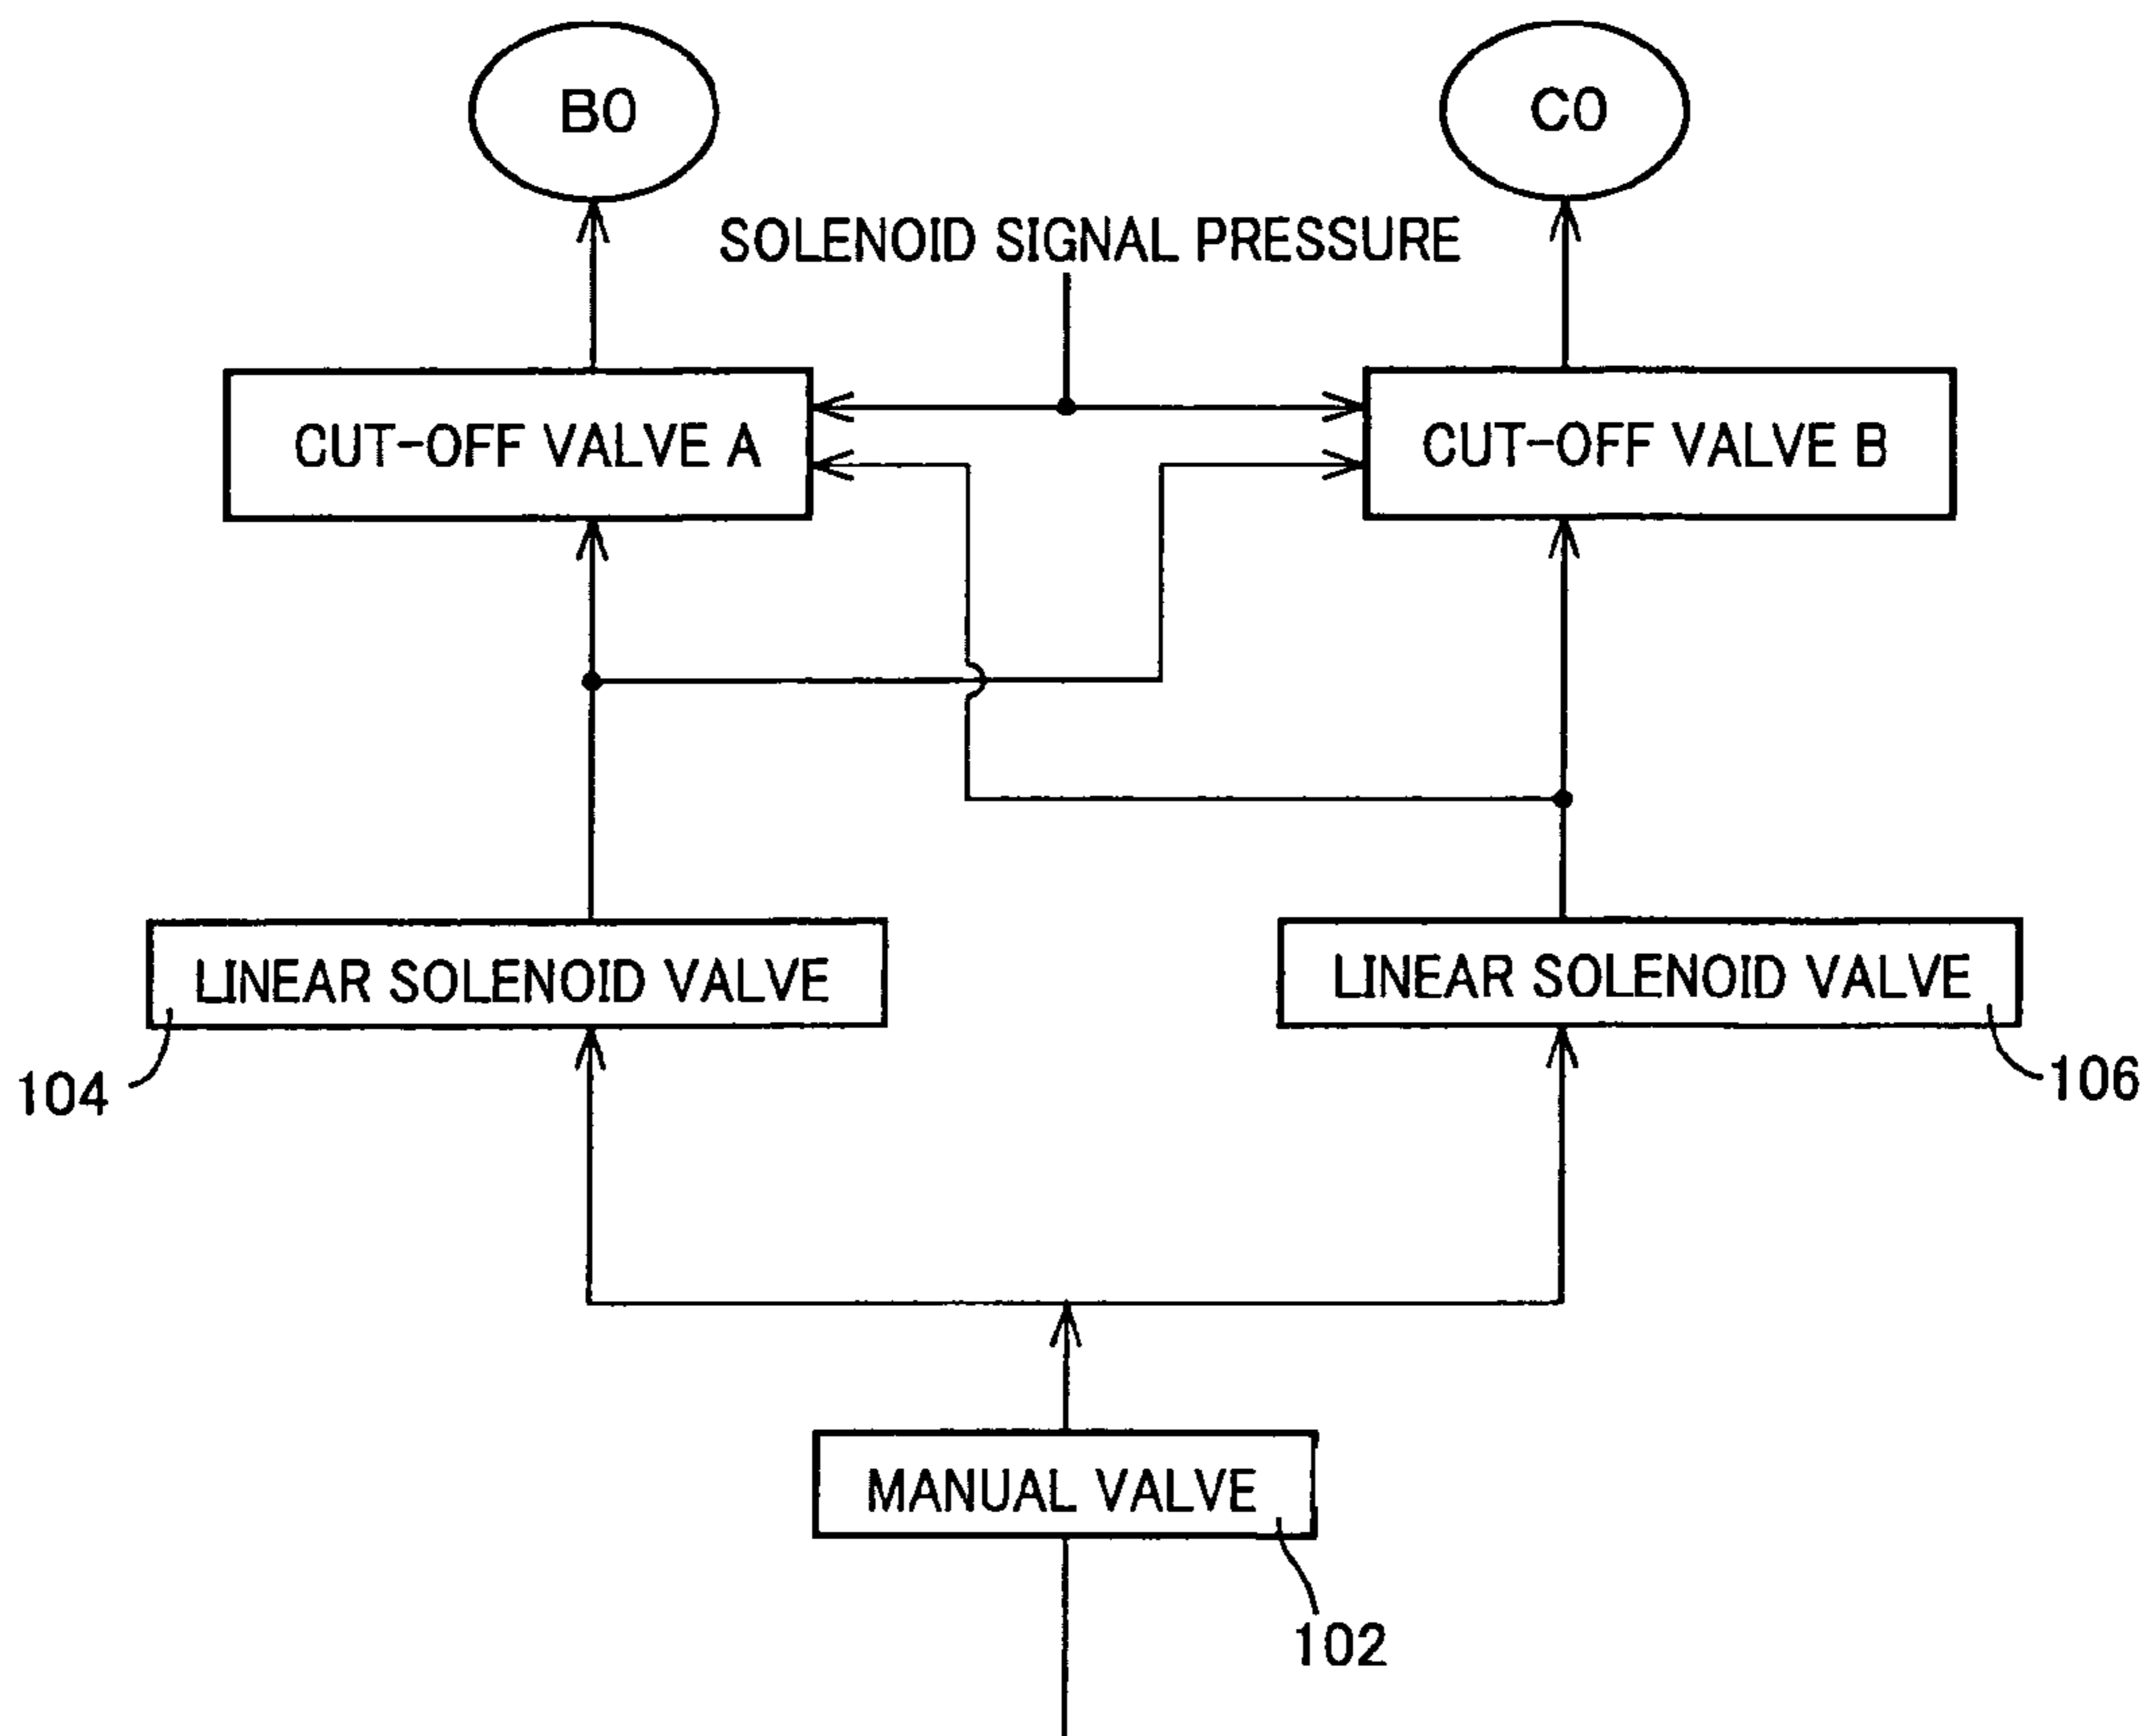 B0
C0
SOLENOID SIGNAL PRESSURE
CUT-OFF VALVE A
CUT-OFF VALVE B
LINEAR SOLENOID VALVE
LINEAR SOLENOID VALVE
104
106
MANUAL VALVE
102